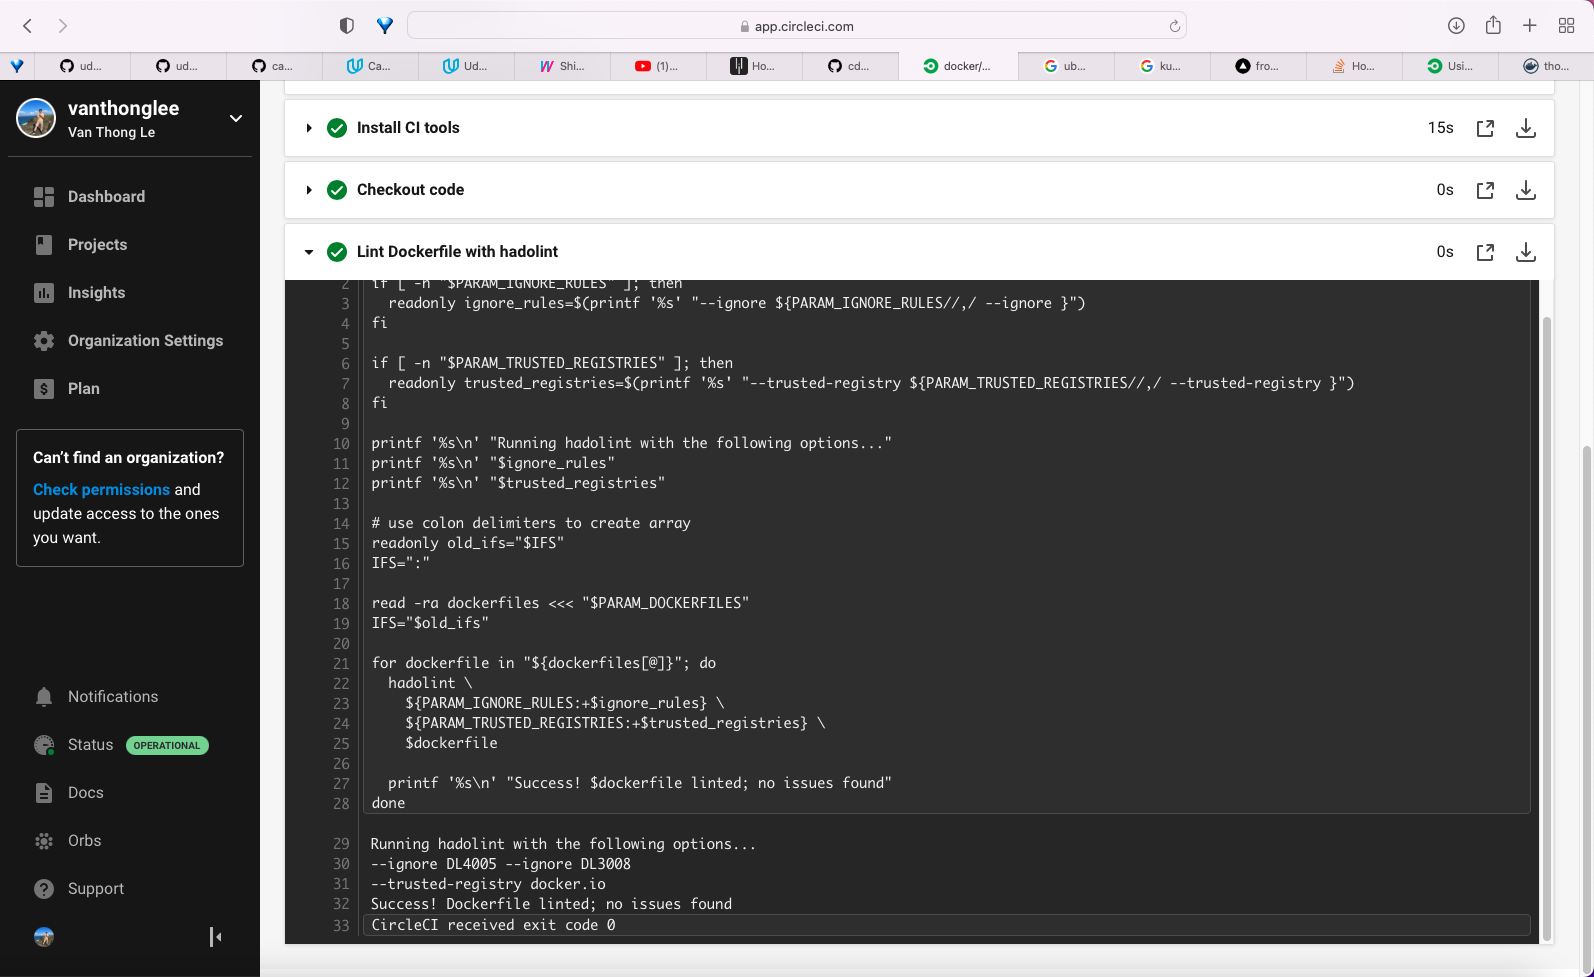 app.circleci.com
ud...
ud...
ca...
Ca...
Ud...
Shi...
(1)...
Ho...
cd...
docker/...
ub...
ku...
fro...
Ho...
Usi...
tho...
vanthonglee
Van Thong Le
Dashboard
Projects
Insights
Organization Settings
Plan
Can't find an organization?
Check permissions and
update access to the ones
you want.
Notifications
Status OPERATIONAL
Docs
Orbs
Support
Install CI tools 15s
Checkout code 0s
Lint Dockerfile with hadolint 0s
2 if [ -n "$PARAM_IGNORE_RULES" ]; then
3 readonly ignore_rules=$(printf '%s' "--ignore ${PARAM_IGNORE_RULES//,/ --ignore }")
4 fi
5
6 if [ -n "$PARAM_TRUSTED_REGISTRIES" ]; then
7 readonly trusted_registries=$(printf '%s' "--trusted-registry ${PARAM_TRUSTED_REGISTRIES//,/ --trusted-registry }")
8 fi
9
10 printf '%s\n' "Running hadolint with the following options..."
11 printf '%s\n' "$ignore_rules"
12 printf '%s\n' "$trusted_registries"
13
14 # use colon delimiters to create array
15 readonly old_ifs="$IFS"
16 IFS=":"
17
18 read -ra dockerfiles <<< "$PARAM_DOCKERFILES"
19 IFS="$old_ifs"
20
21 for dockerfile in "${dockerfiles[@]}"; do
22 hadolint \
23 ${PARAM_IGNORE_RULES:+$ignore_rules} \
24 ${PARAM_TRUSTED_REGISTRIES:+$trusted_registries} \
25 $dockerfile
26
27 printf '%s\n' "Success! $dockerfile linted; no issues found"
28 done
29 Running hadolint with the following options...
30 --ignore DL4005 --ignore DL3008
31 --trusted-registry docker.io
32 Success! Dockerfile linted; no issues found
33 CircleCI received exit code 0